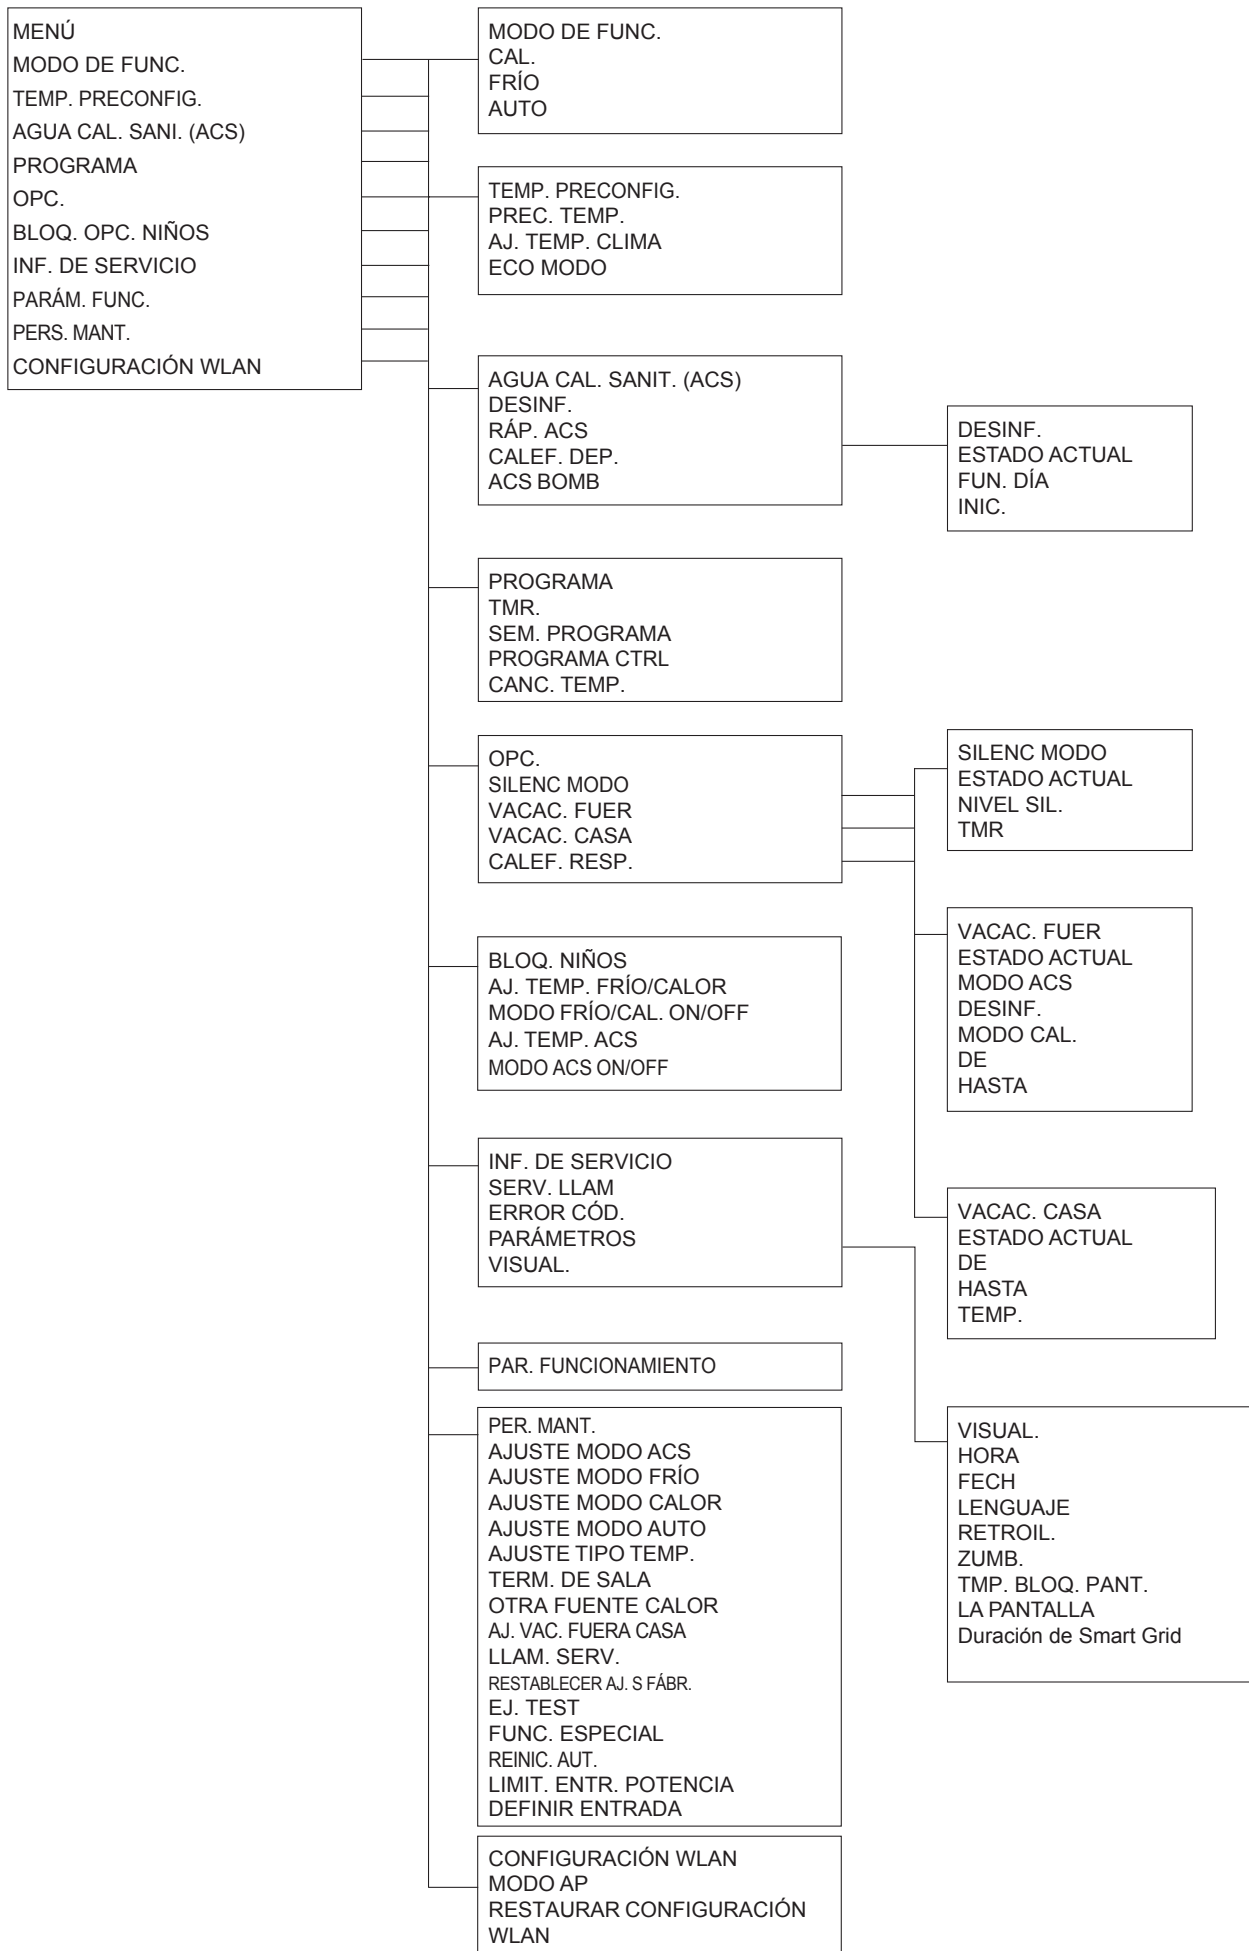 MENÚ
MODO DE FUNC.
TEMP. PRECONFIG.
AGUA CAL. SANI. (ACS)
PROGRAMA
OPC.
BLOQ. OPC. NIÑOS
INF. DE SERVICIO
PARÁM. FUNC.
PERS. MANT.
CONFIGURACIÓN WLAN
MODO DE FUNC.
CAL.
FRÍO
AUTO
TEMP. PRECONFIG.
PREC. TEMP.
AJ. TEMP. CLIMA
ECO MODO
AGUA CAL. SANIT. (ACS)
DESINF.
RÁP. ACS
CALEF. DEP.
ACS BOMB
DESINF.
ESTADO ACTUAL
FUN. DÍA
INIC.
PROGRAMA
TMR.
SEM. PROGRAMA
PROGRAMA CTRL
CANC. TEMP.
OPC.
SILENC MODO
VACAC. FUER
VACAC. CASA
CALEF. RESP.
SILENC MODO
ESTADO ACTUAL
NIVEL SIL.
TMR
VACAC. FUER
ESTADO ACTUAL
MODO ACS
DESINF.
MODO CAL.
DE
HASTA
VACAC. CASA
ESTADO ACTUAL
DE
HASTA
TEMP.
BLOQ. NIÑOS
AJ. TEMP. FRÍO/CALOR
MODO FRÍO/CAL. ON/OFF
AJ. TEMP. ACS
MODO ACS ON/OFF
INF. DE SERVICIO
SERV. LLAM
ERROR CÓD.
PARÁMETROS
VISUAL.
VISUAL.
HORA
FECH
LENGUAJE
RETROIL.
ZUMB.
TMP. BLOQ. PANT.
LA PANTALLA
Duración de Smart Grid
PAR. FUNCIONAMIENTO
PER. MANT.
AJUSTE MODO ACS
AJUSTE MODO FRÍO
AJUSTE MODO CALOR
AJUSTE MODO AUTO
AJUSTE TIPO TEMP.
TERM. DE SALA
OTRA FUENTE CALOR
AJ. VAC. FUERA CASA
LLAM. SERV.
RESTABLECER AJ. S FÁBR.
EJ. TEST
FUNC. ESPECIAL
REINIC. AUT.
LIMIT. ENTR. POTENCIA
DEFINIR ENTRADA
CONFIGURACIÓN WLAN
MODO AP
RESTAURAR CONFIGURACIÓN
WLAN